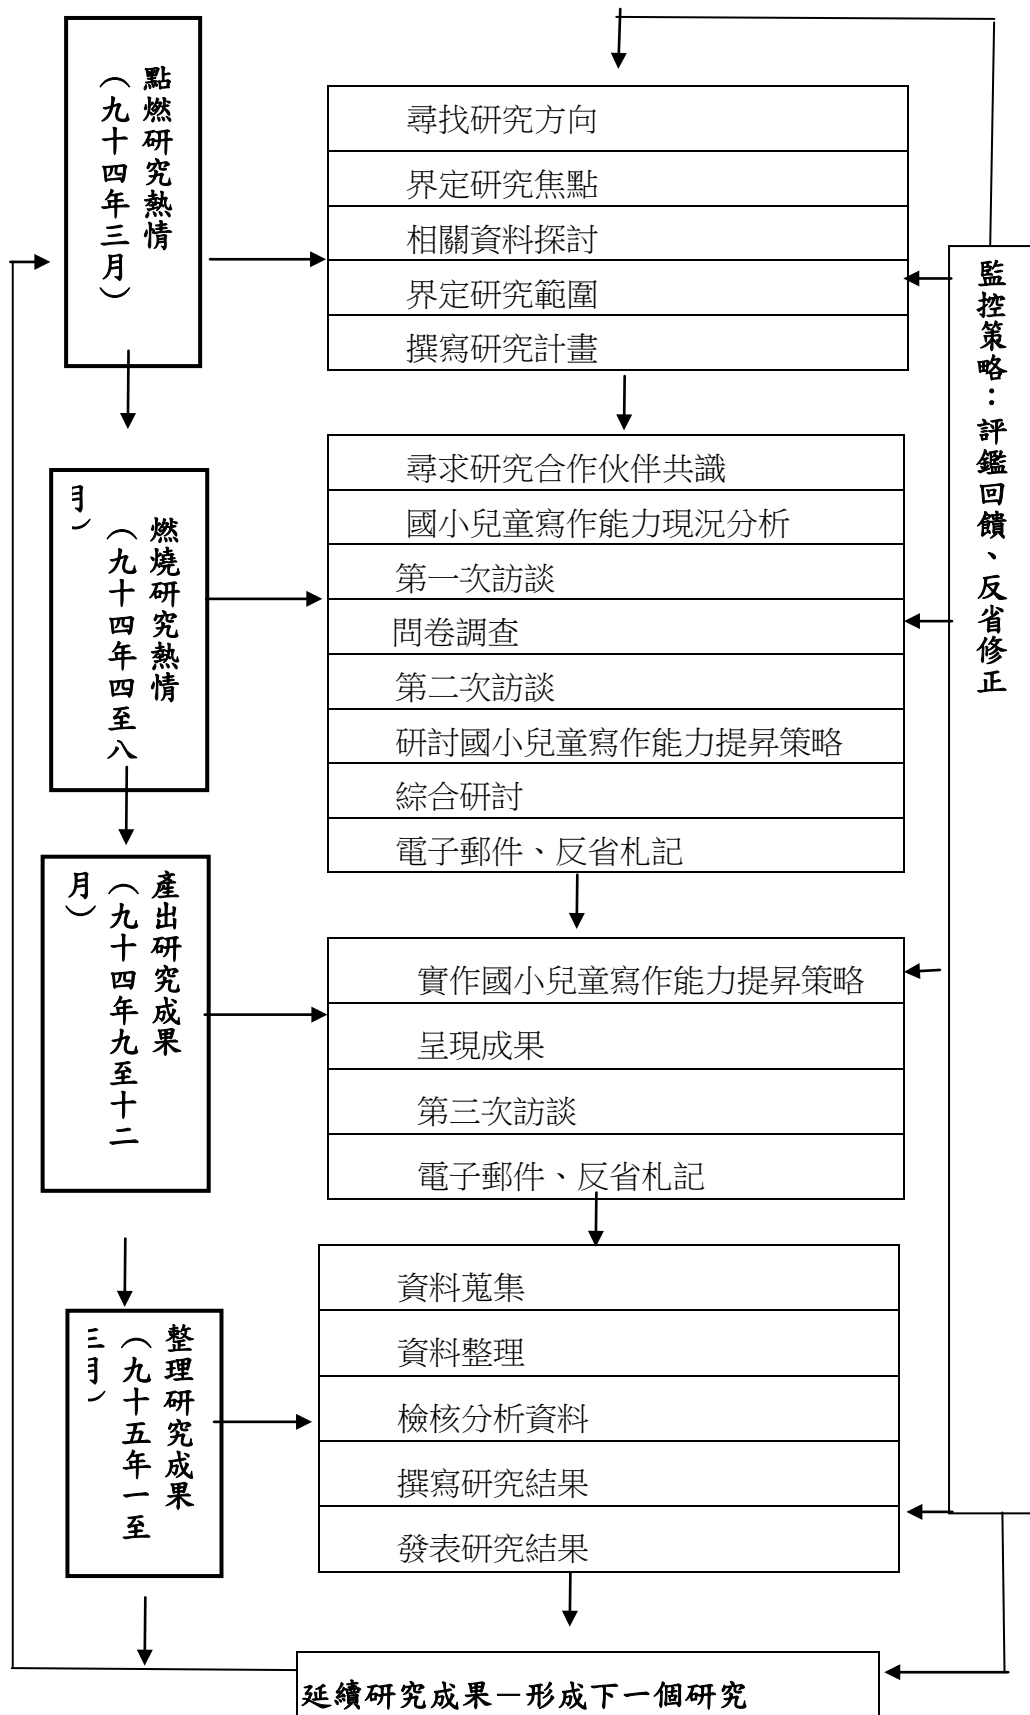 點燃研究熱情
（九十四年三月）
尋找研究方向
界定研究焦點
相關資料探討
界定研究範圍
撰寫研究計畫
監控策略：評鑑回饋、反省修正
燃燒研究熱情
（九十四年四至八
月）
尋求研究合作伙伴共識
國小兒童寫作能力現況分析
第一次訪談
問卷調查
第二次訪談
研討國小兒童寫作能力提昇策略
綜合研討
電子郵件、反省札記
產出研究成果
（九十四年九至十二
月）
實作國小兒童寫作能力提昇策略
呈現成果
第三次訪談
電子郵件、反省札記
整理研究成果
（九十五年一至
三月）
資料蒐集
資料整理
檢核分析資料
撰寫研究結果
發表研究結果
延續研究成果－形成下一個研究